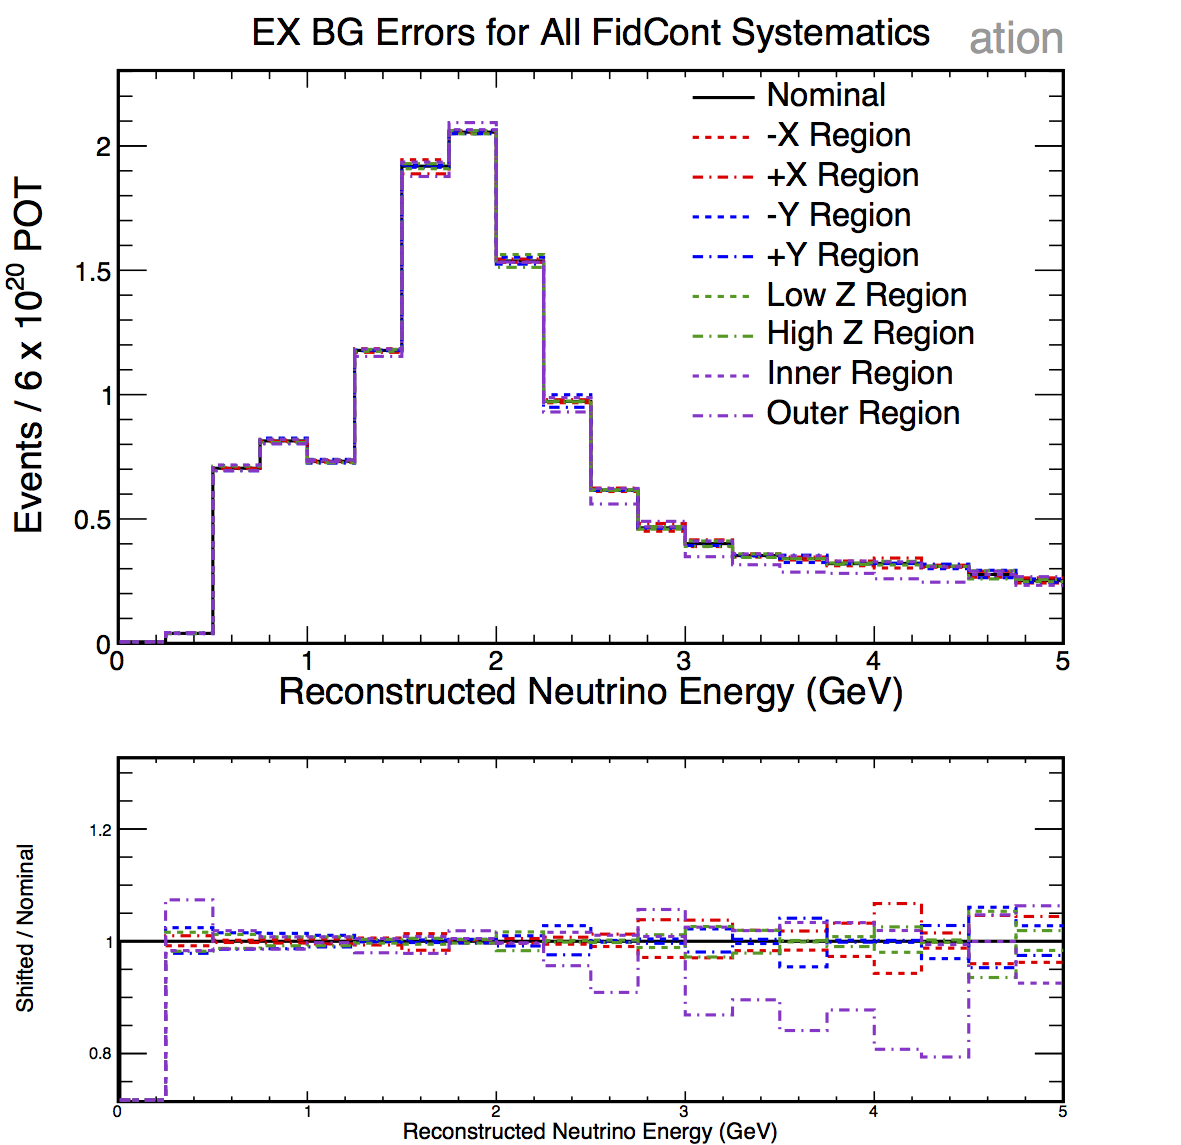 EX BG Errors for All FidCont Systematics
ation
Nominal
-X Region
+X Region
-Y Region
+Y Region
Low Z Region
High Z Region
Inner Region
Outer Region
Events / 6 x 10²⁰ POT
2
1.5
1
0.5
0
0 1 2 3 4 5
Reconstructed Neutrino Energy (GeV)
Shifted / Nominal
1.2
1
0.8
0 1 2 3 4 5
Reconstructed Neutrino Energy (GeV)